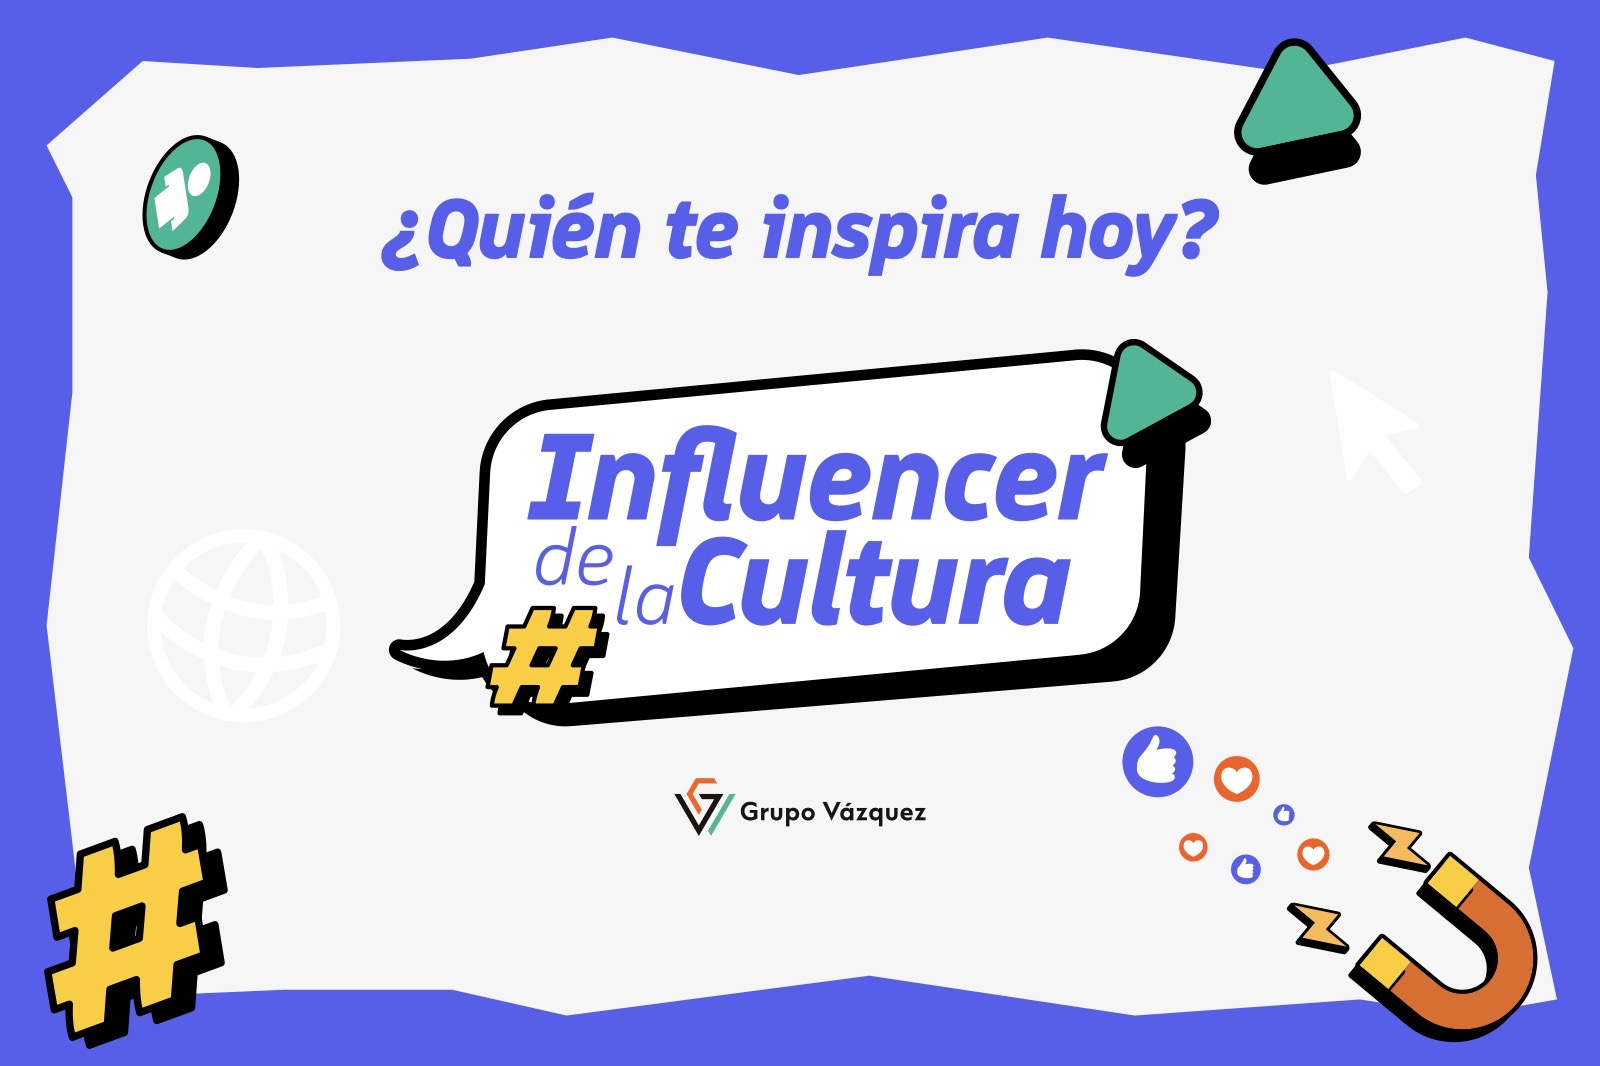 ¿Quién te inspira hoy?
Influencer
de la Cultura
#
Grupo Vázquez
#